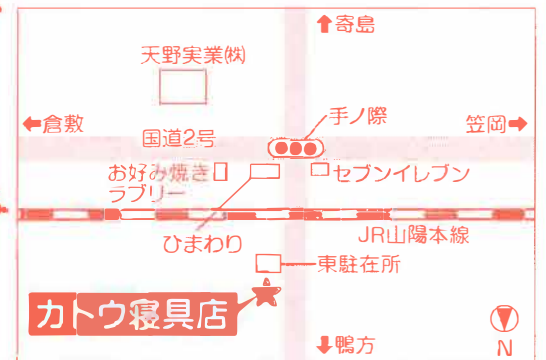 ↑寄島
天野実業㈱
←倉敷
手ノ際
笠岡→
国道2号
お好み焼き
ラブリー
セブンイレブン
ひまわり
JR山陽本線
東駐在所
カトウ寝具店
↓鴨方
N